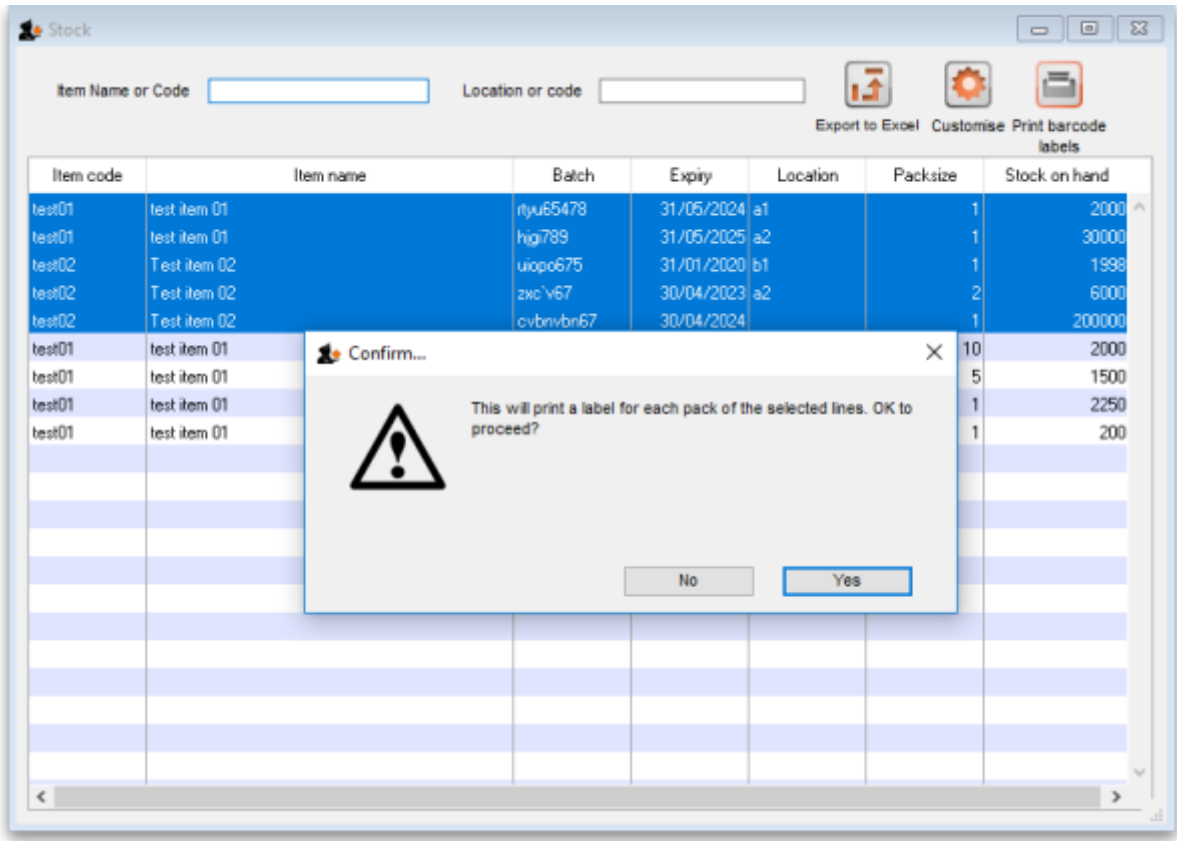 Stock
Item Name or Code Location or code
Export to Excel Customise Print barcode labels
Item code Item name Batch Expiry Location Packsize Stock on hand
test01 test item 01 rtyu65478 31/05/2024 a1 1 2000
test01 test item 01 hjgi789 31/05/2025 a2 1 30000
test02 Test item 02 uiopo675 31/01/2020 b1 1 1998
test02 Test item 02 zxc`v67 30/04/2023 a2 2 6000
test02 Test item 02 cvbnvbn67 30/04/2024 1 200000
test01 test item 01 10 2000
test01 test item 01 5 1500
test01 test item 01 1 2250
test01 test item 01 1 200
Confirm...
This will print a label for each pack of the selected lines. OK to
proceed?
No Yes